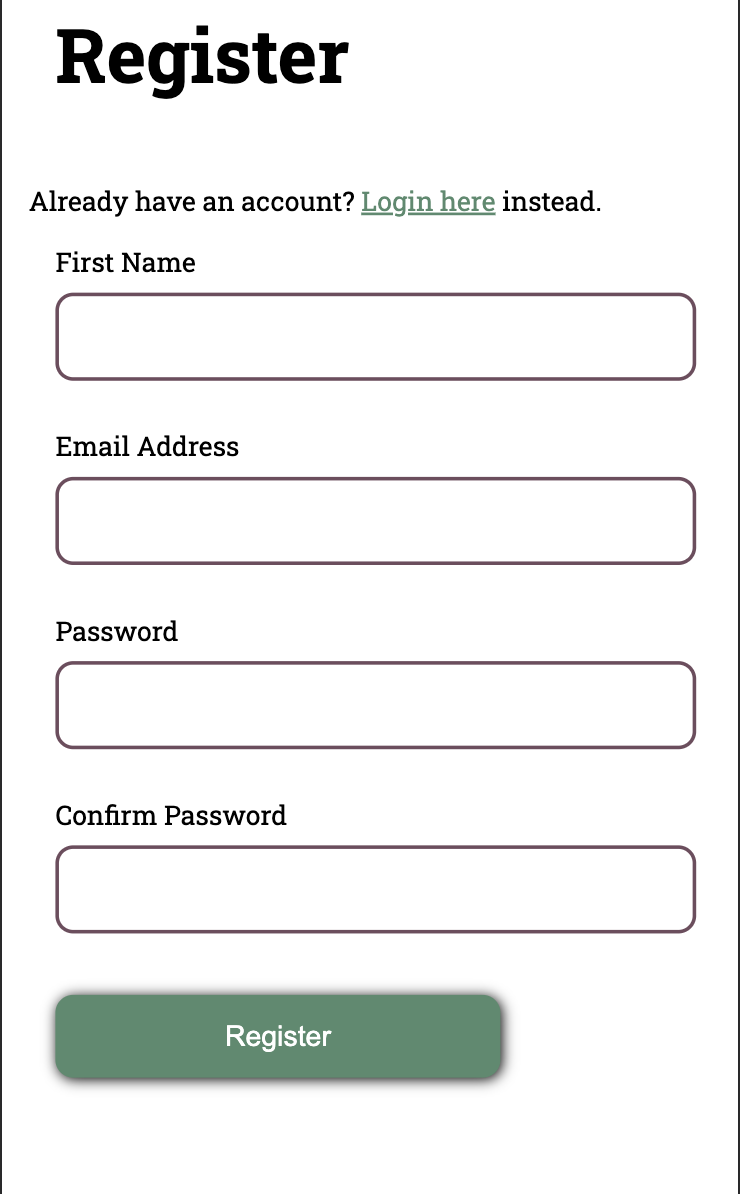 Register
Already have an account? Login here instead.
First Name
Email Address
Password
Confirm Password
Register